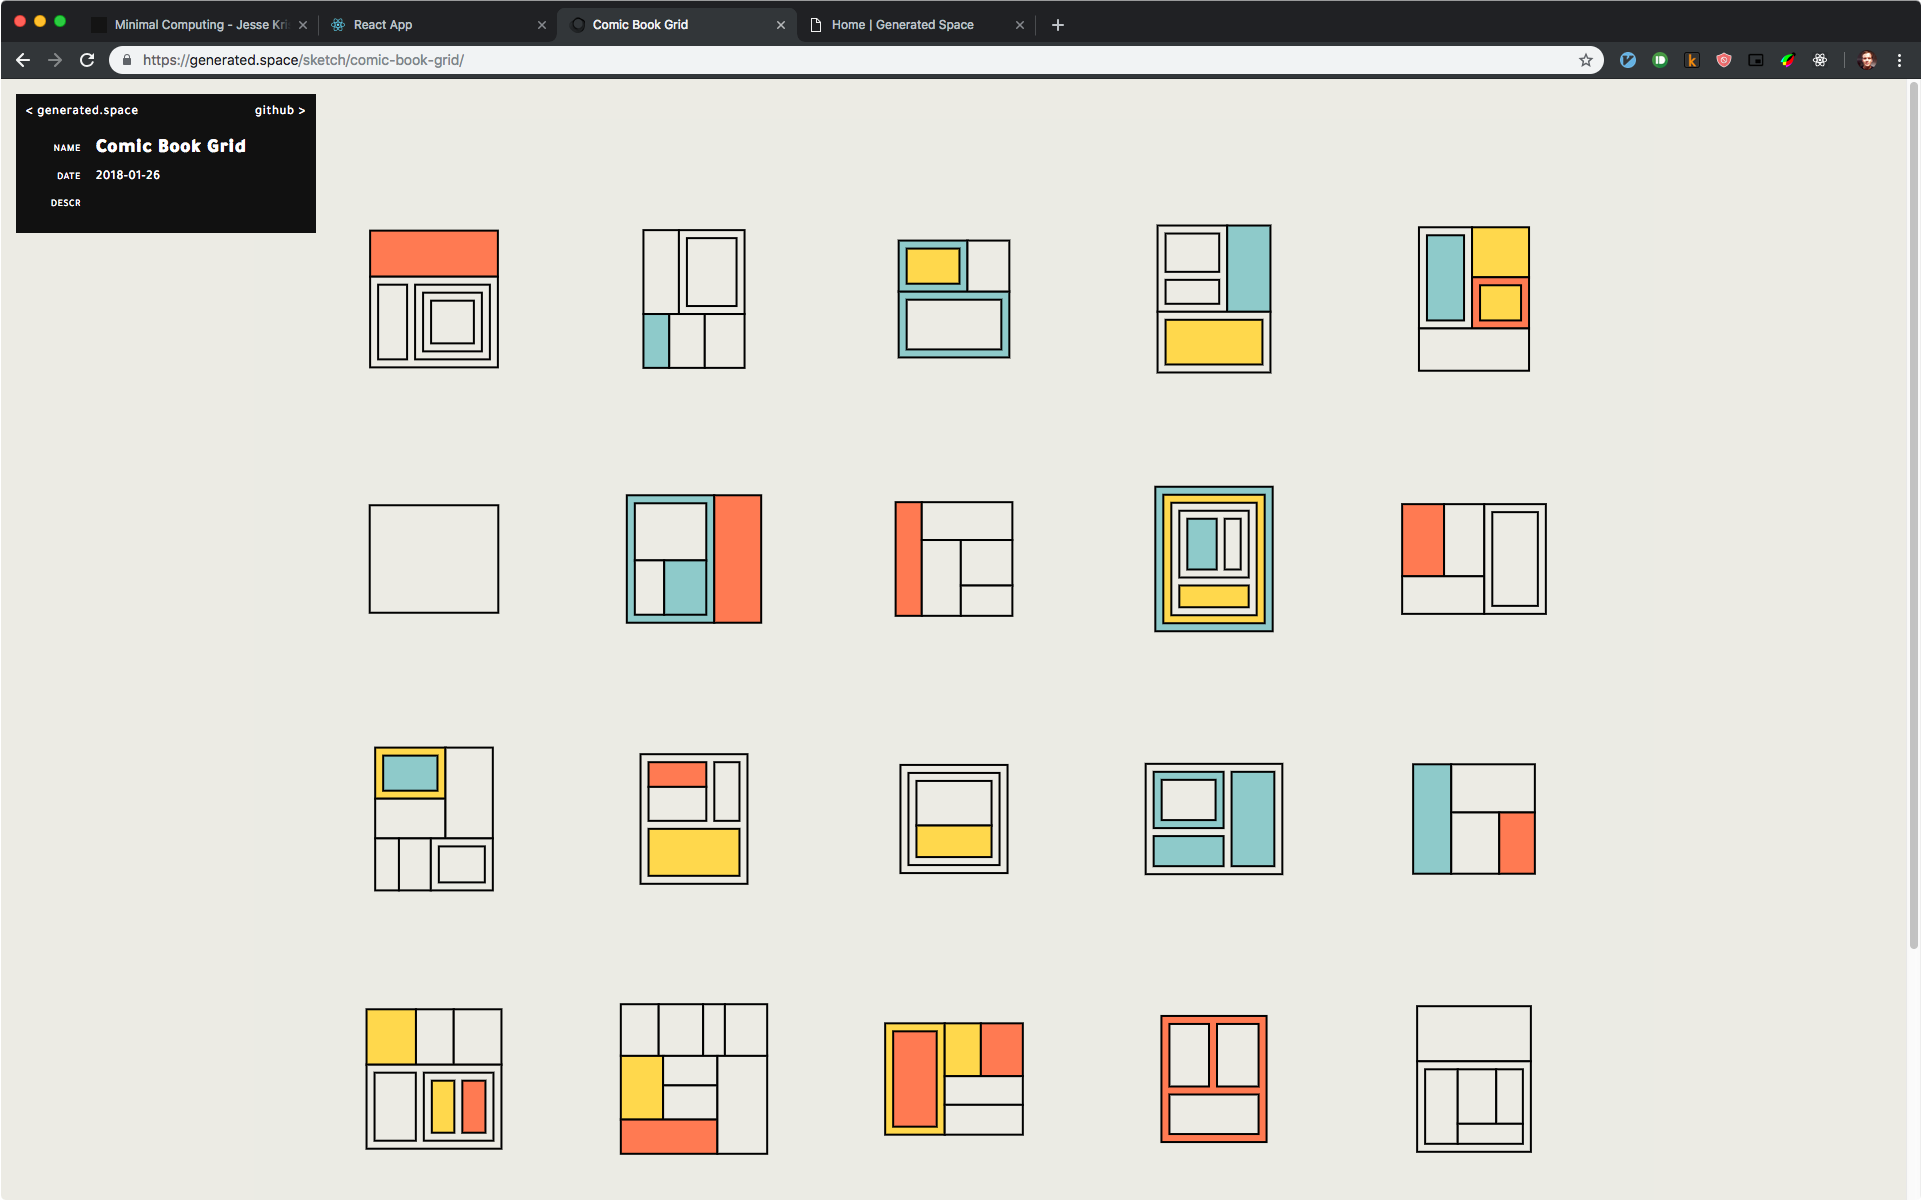 Minimal Computing - Jesse Kri
React App
Comic Book Grid
Home | Generated Space
https://generated.space/sketch/comic-book-grid/
< generated.space github >
NAME Comic Book Grid
DATE 2018-01-26
DESCR